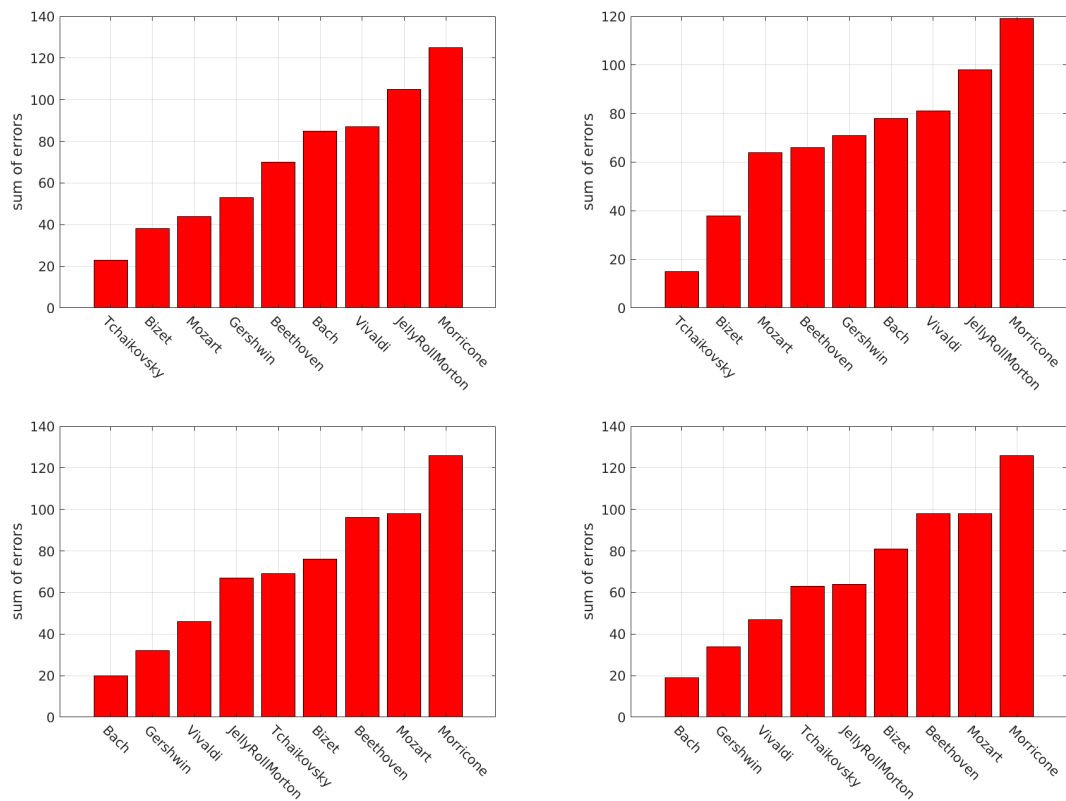 140
120
100
80
60
40
20
0
sum of errors
Tchaikovsky
Bizet
Mozart
Gershwin
Beethoven
Bach
Vivaldi
JellyRollMorton
Morricone
120
100
80
60
40
20
0
sum of errors
Tchaikovsky
Bizet
Mozart
Beethoven
Gershwin
Bach
Vivaldi
JellyRollMorton
Morricone
140
120
100
80
60
40
20
0
sum of errors
Bach
Gershwin
Vivaldi
JellyRollMorton
Tchaikovsky
Bizet
Beethoven
Mozart
Morricone
140
120
100
80
60
40
20
0
sum of errors
Bach
Gershwin
Vivaldi
Tchaikovsky
JellyRollMorton
Bizet
Beethoven
Mozart
Morricone